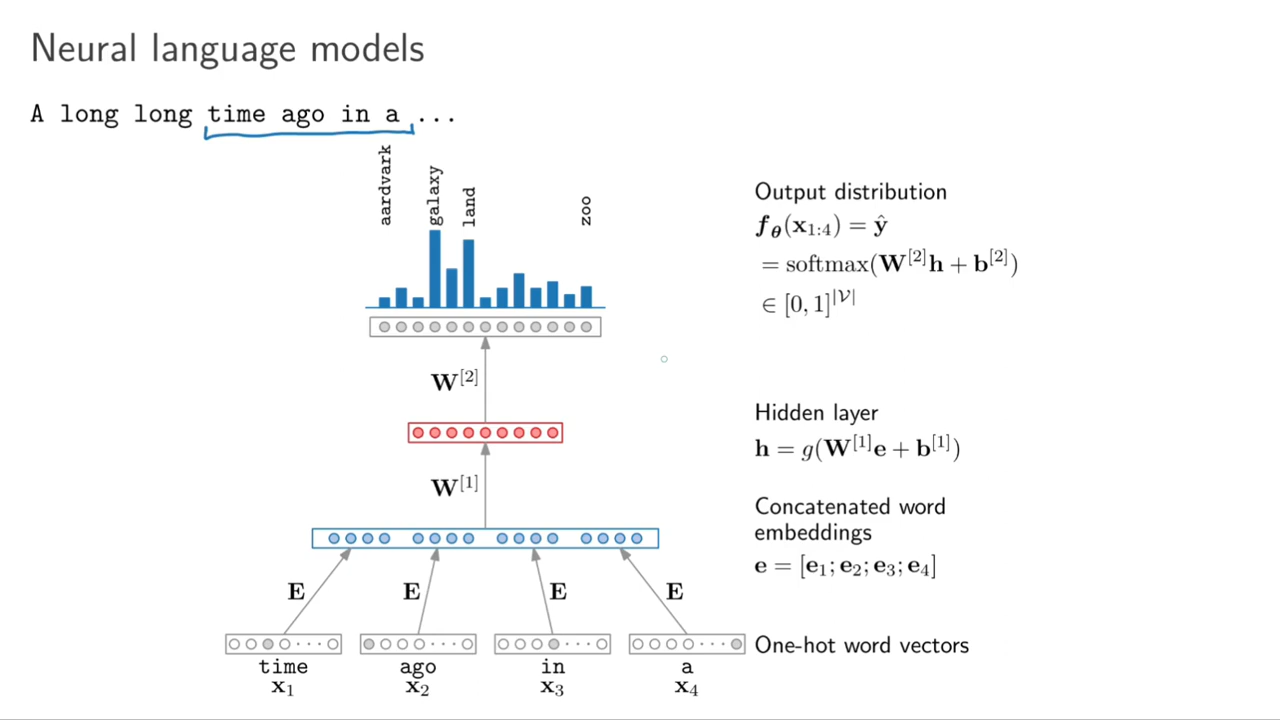 Neural language models
A long long time ago in a ...
aardvark
galaxy
land
zoo
Output distribution
f_θ(x_{1:4}) = ŷ
= softmax(W^{[2]}h + b^{[2]})
∈ [0, 1]^{|𝒱|}
W^{[2]}
Hidden layer
h = g(W^{[1]}e + b^{[1]})
W^{[1]}
Concatenated word
embeddings
e = [e_1; e_2; e_3; e_4]
E E E E
One-hot word vectors
time ago in a
x_1 x_2 x_3 x_4